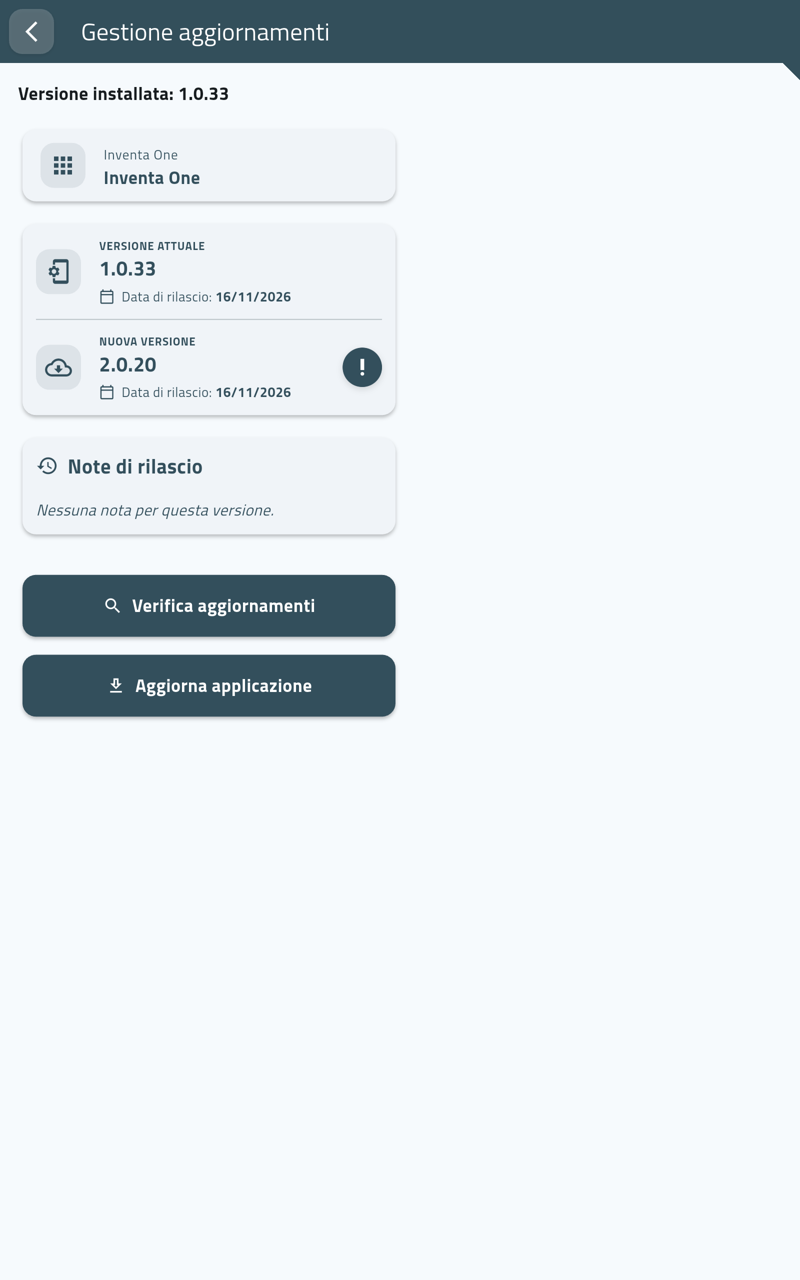 Gestione aggiornamenti
Versione installata: 1.0.33
Inventa One
Inventa One
VERSIONE ATTUALE
1.0.33
Data di rilascio: 16/11/2026
NUOVA VERSIONE
2.0.20
!
Data di rilascio: 16/11/2026
Note di rilascio
Nessuna nota per questa versione.
Verifica aggiornamenti
Aggiorna applicazione